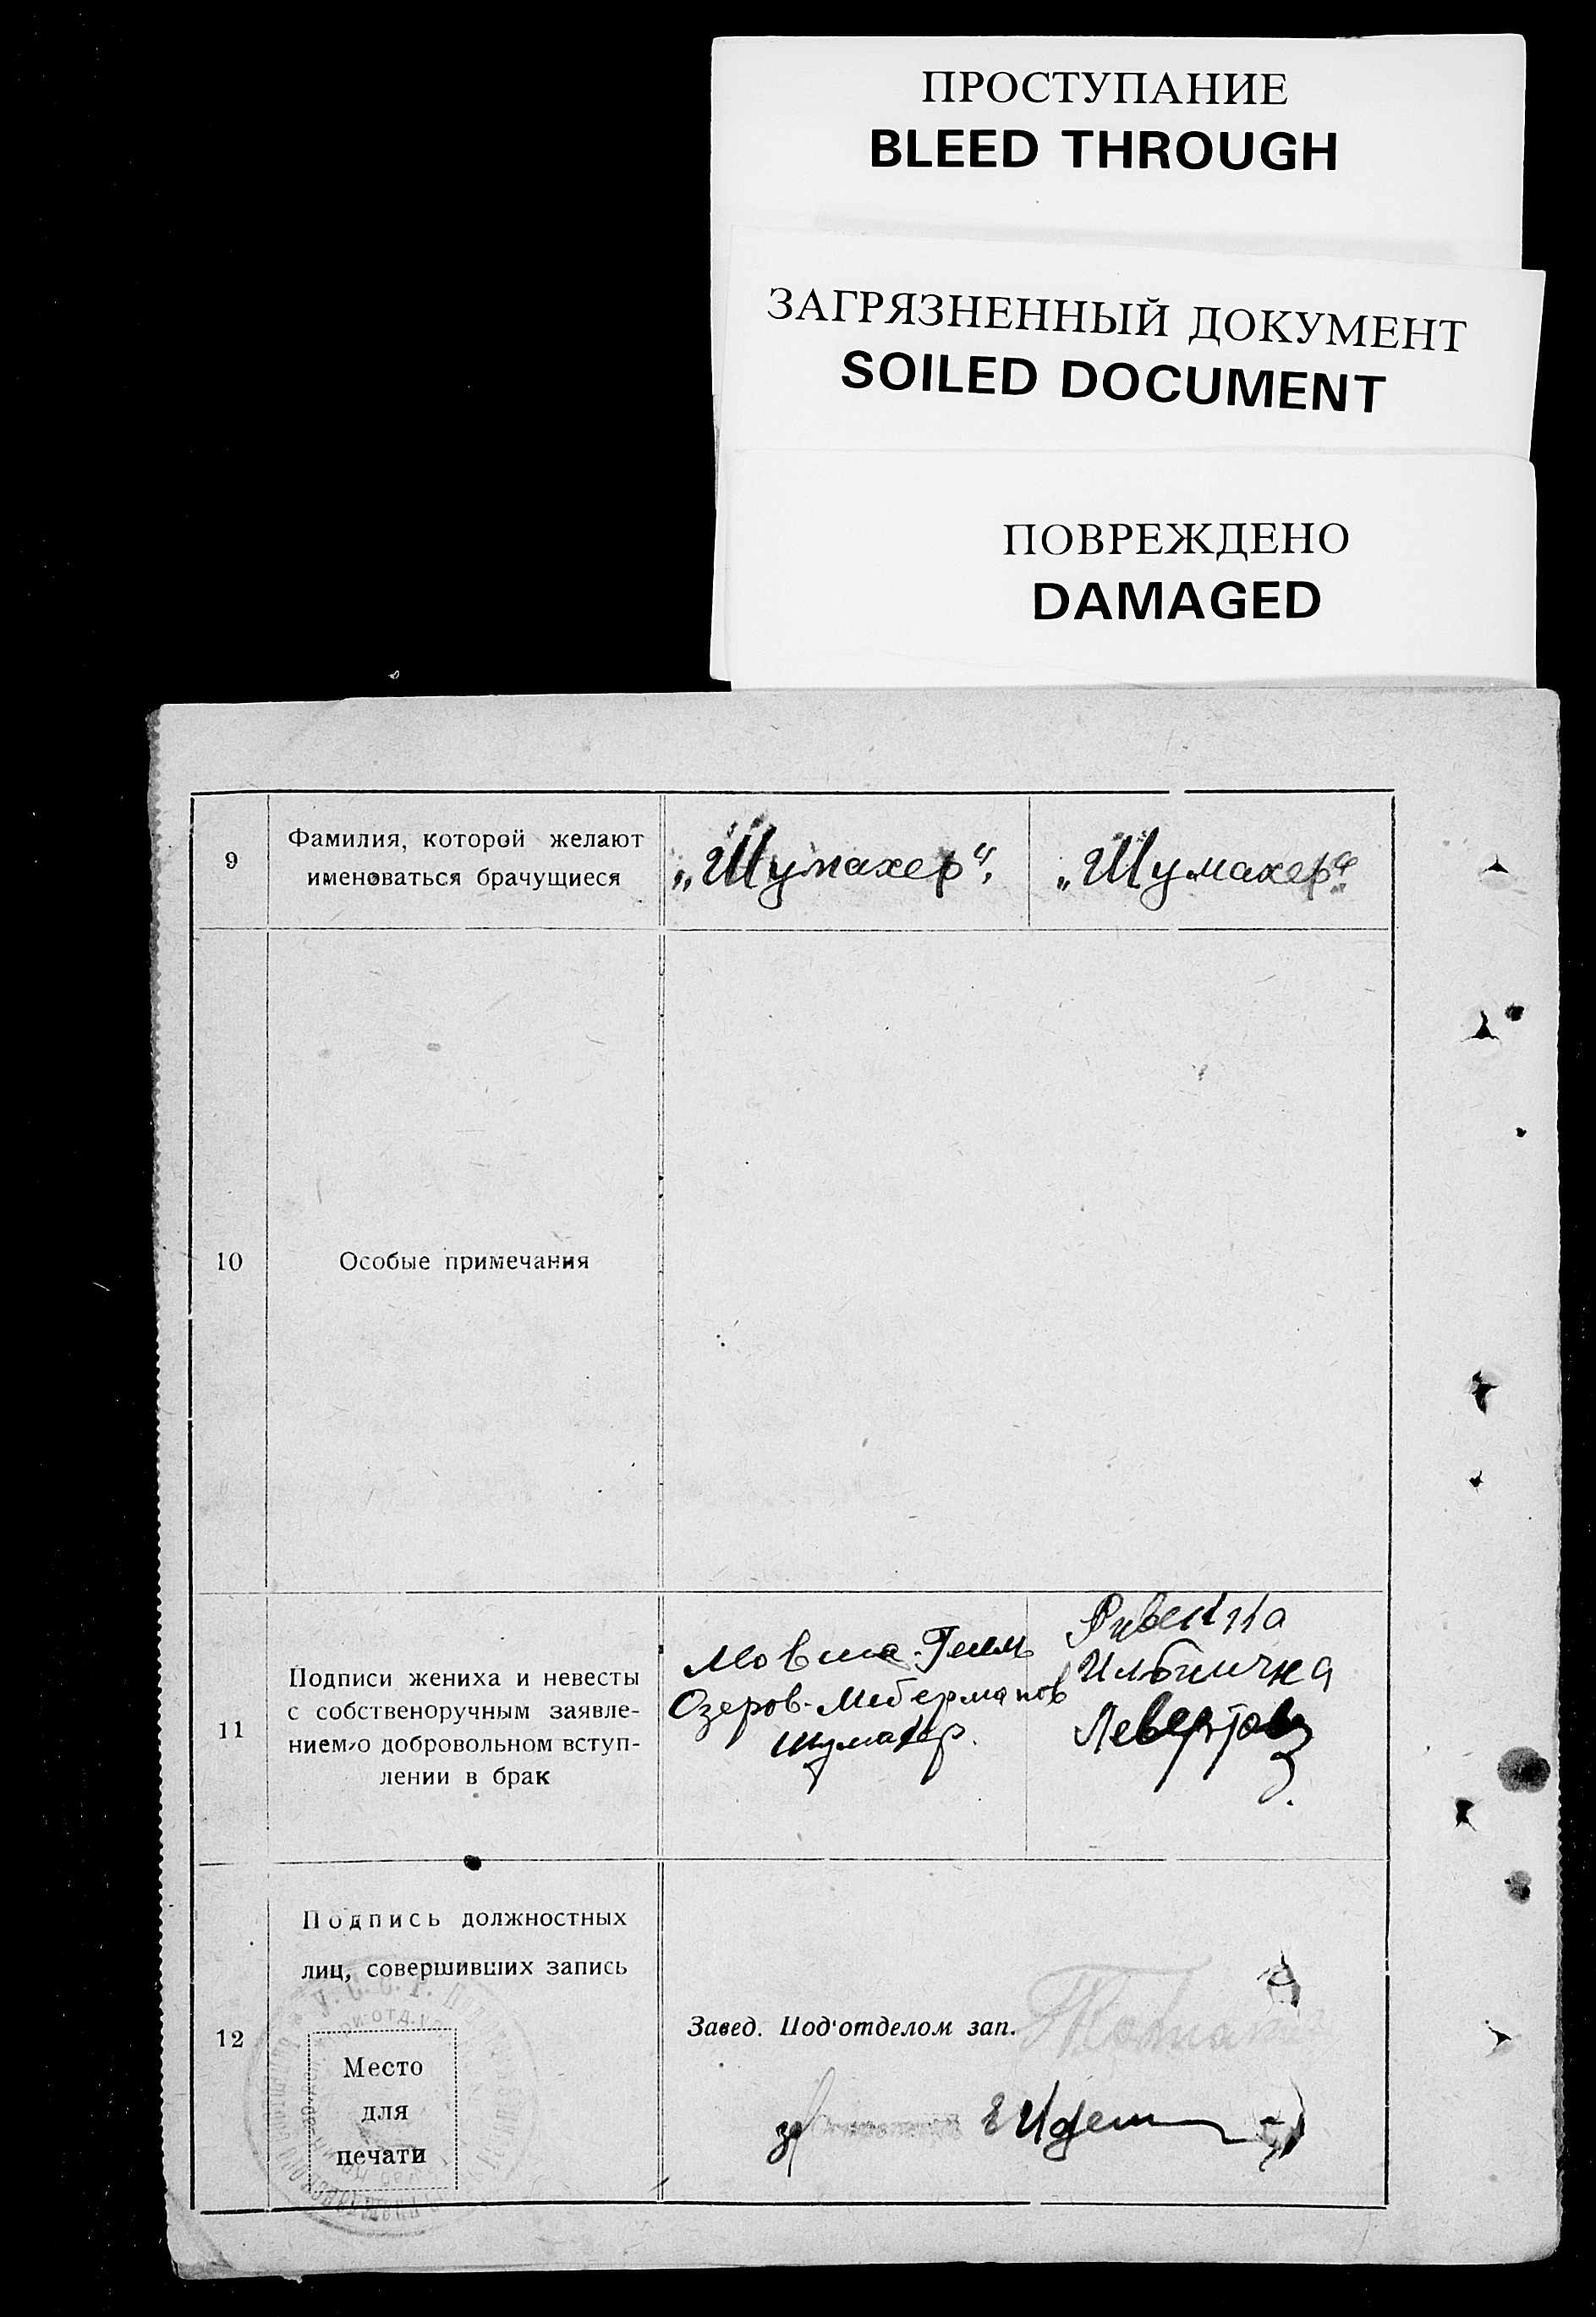 ПРОСТУПАНИЕ
BLEED THROUGH
ЗАГРЯЗНЕННЫЙ ДОКУМЕНТ
SOILED DOCUMENT
ПОВРЕЖДЕНО
DAMAGED
9
Фамилия, которой желают
именоваться брачущиеся
„Шумахер“,
„Шумахер“
10
Особые примечания
11
Подписи жениха и невесты
с собственоручным заявле-
нием о добровольном вступ-
лении в брак
Мовша
Озеров-Либерманов
Шумахер.
Ривекка
12
Подпись должностных
лиц, совершивших запись
Место
для
печати
Завед. Под'отделом зап.